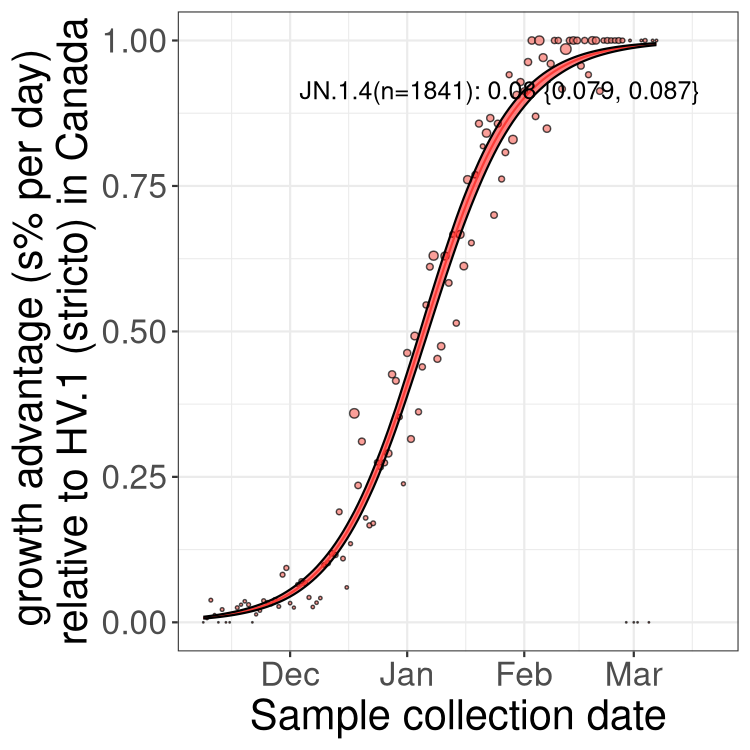 growth advantage (s% per day)
relative to HV.1 (stricto) in Canada
1.00
0.75
0.50
0.25
0.00
JN.1.4(n=1841): 0.08 {0.079, 0.087}
Dec Jan Feb Mar
Sample collection date